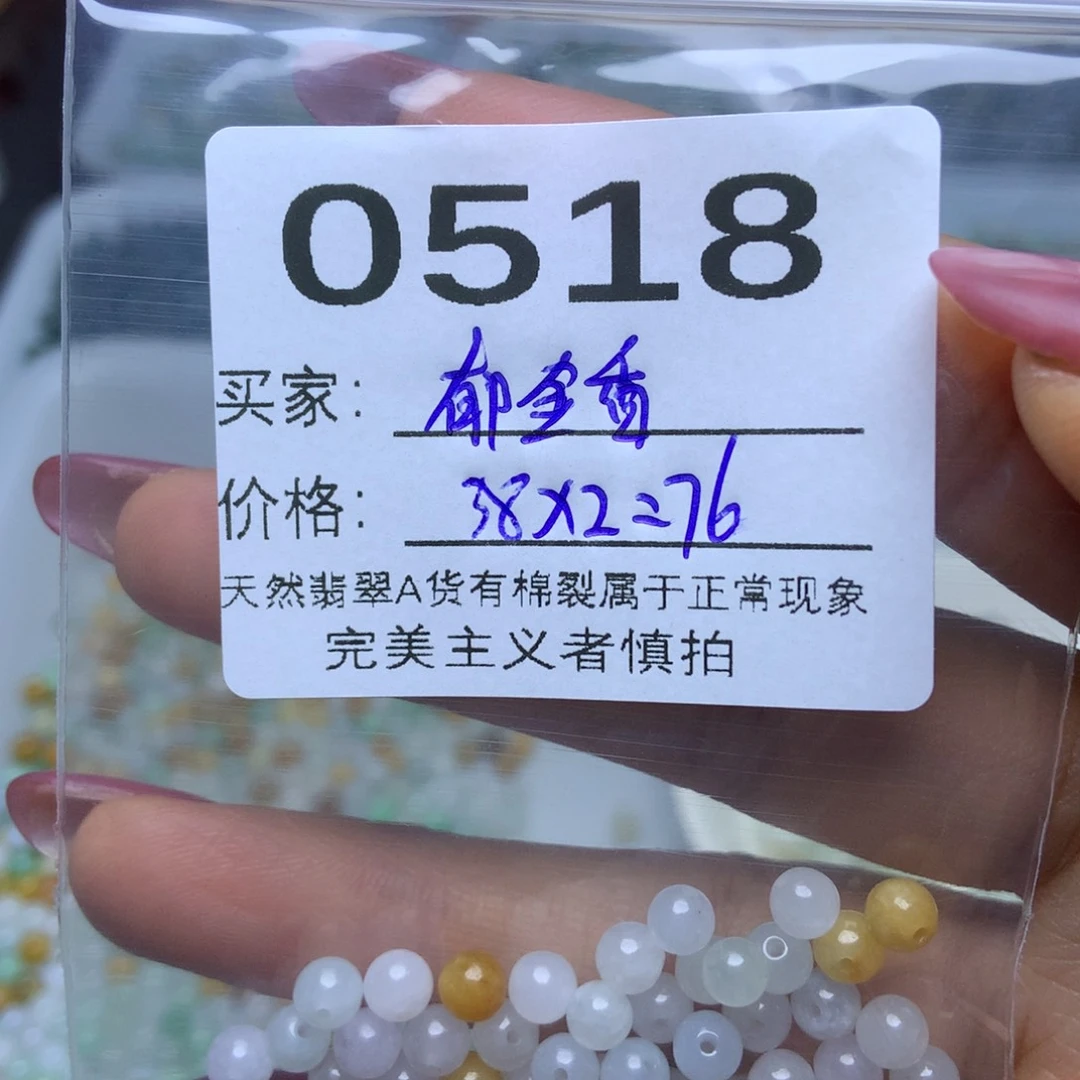 0518
买家: 郁金香
价格: 38X2=76
天然翡翠A货有棉裂属于正常现象
完美主义者慎拍